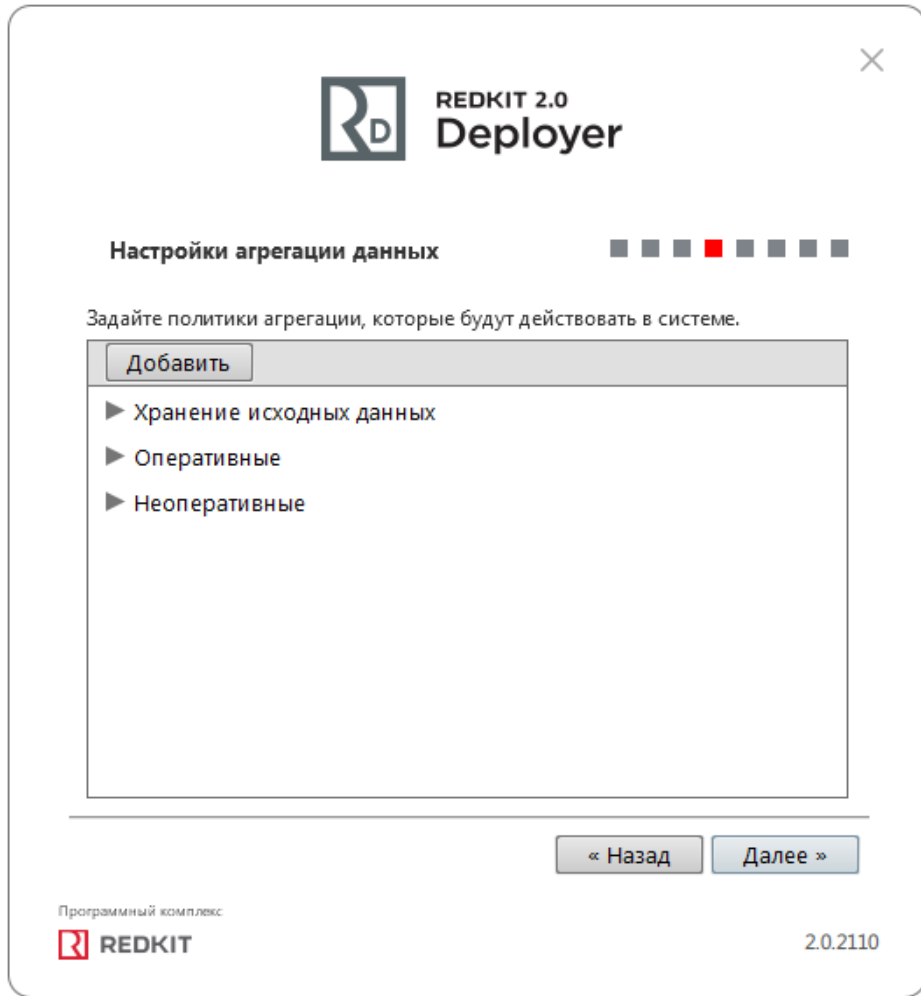 RD
REDKIT 2.0
Deployer
Настройки агрегации данных
Задайте политики агрегации, которые будут действовать в системе.
Добавить
Хранение исходных данных
Оперативные
Неоперативные
« Назад
Далее »
Программный комплекс
REDKIT
2.0.2110